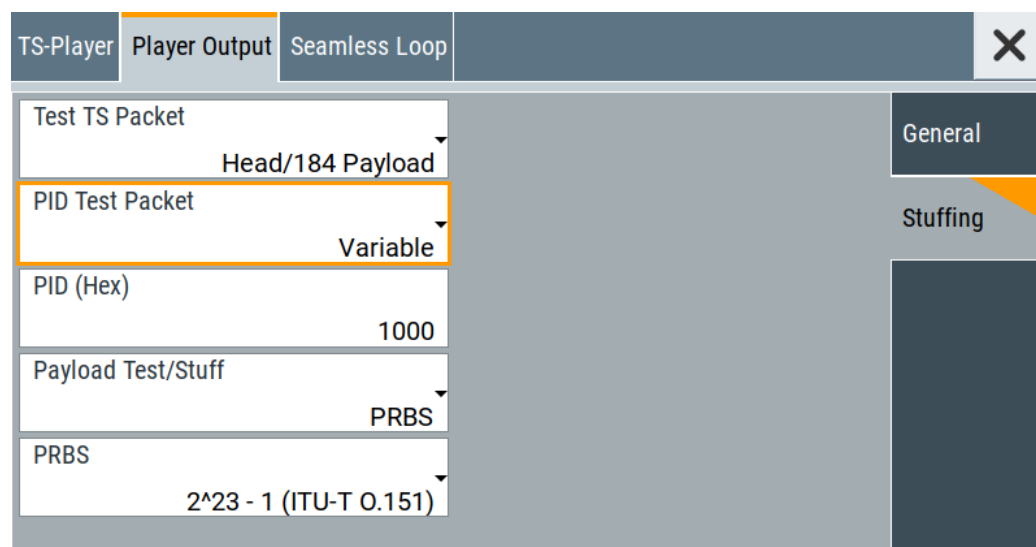 TS-Player Player Output Seamless Loop
Test TS Packet
Head/184 Payload
PID Test Packet
Variable
PID (Hex)
1000
Payload Test/Stuff
PRBS
PRBS
2^23 - 1 (ITU-T O.151)
General
Stuffing